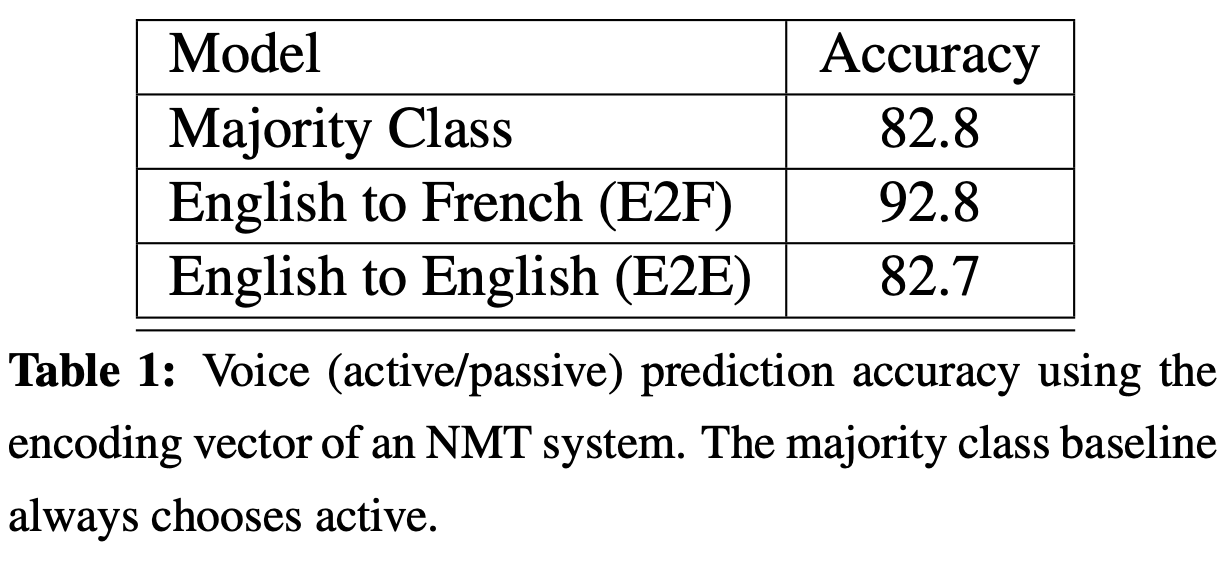 Model Accuracy
Majority Class 82.8
English to French (E2F) 92.8
English to English (E2E) 82.7
Table 1: Voice (active/passive) prediction accuracy using the
encoding vector of an NMT system. The majority class baseline
always chooses active.